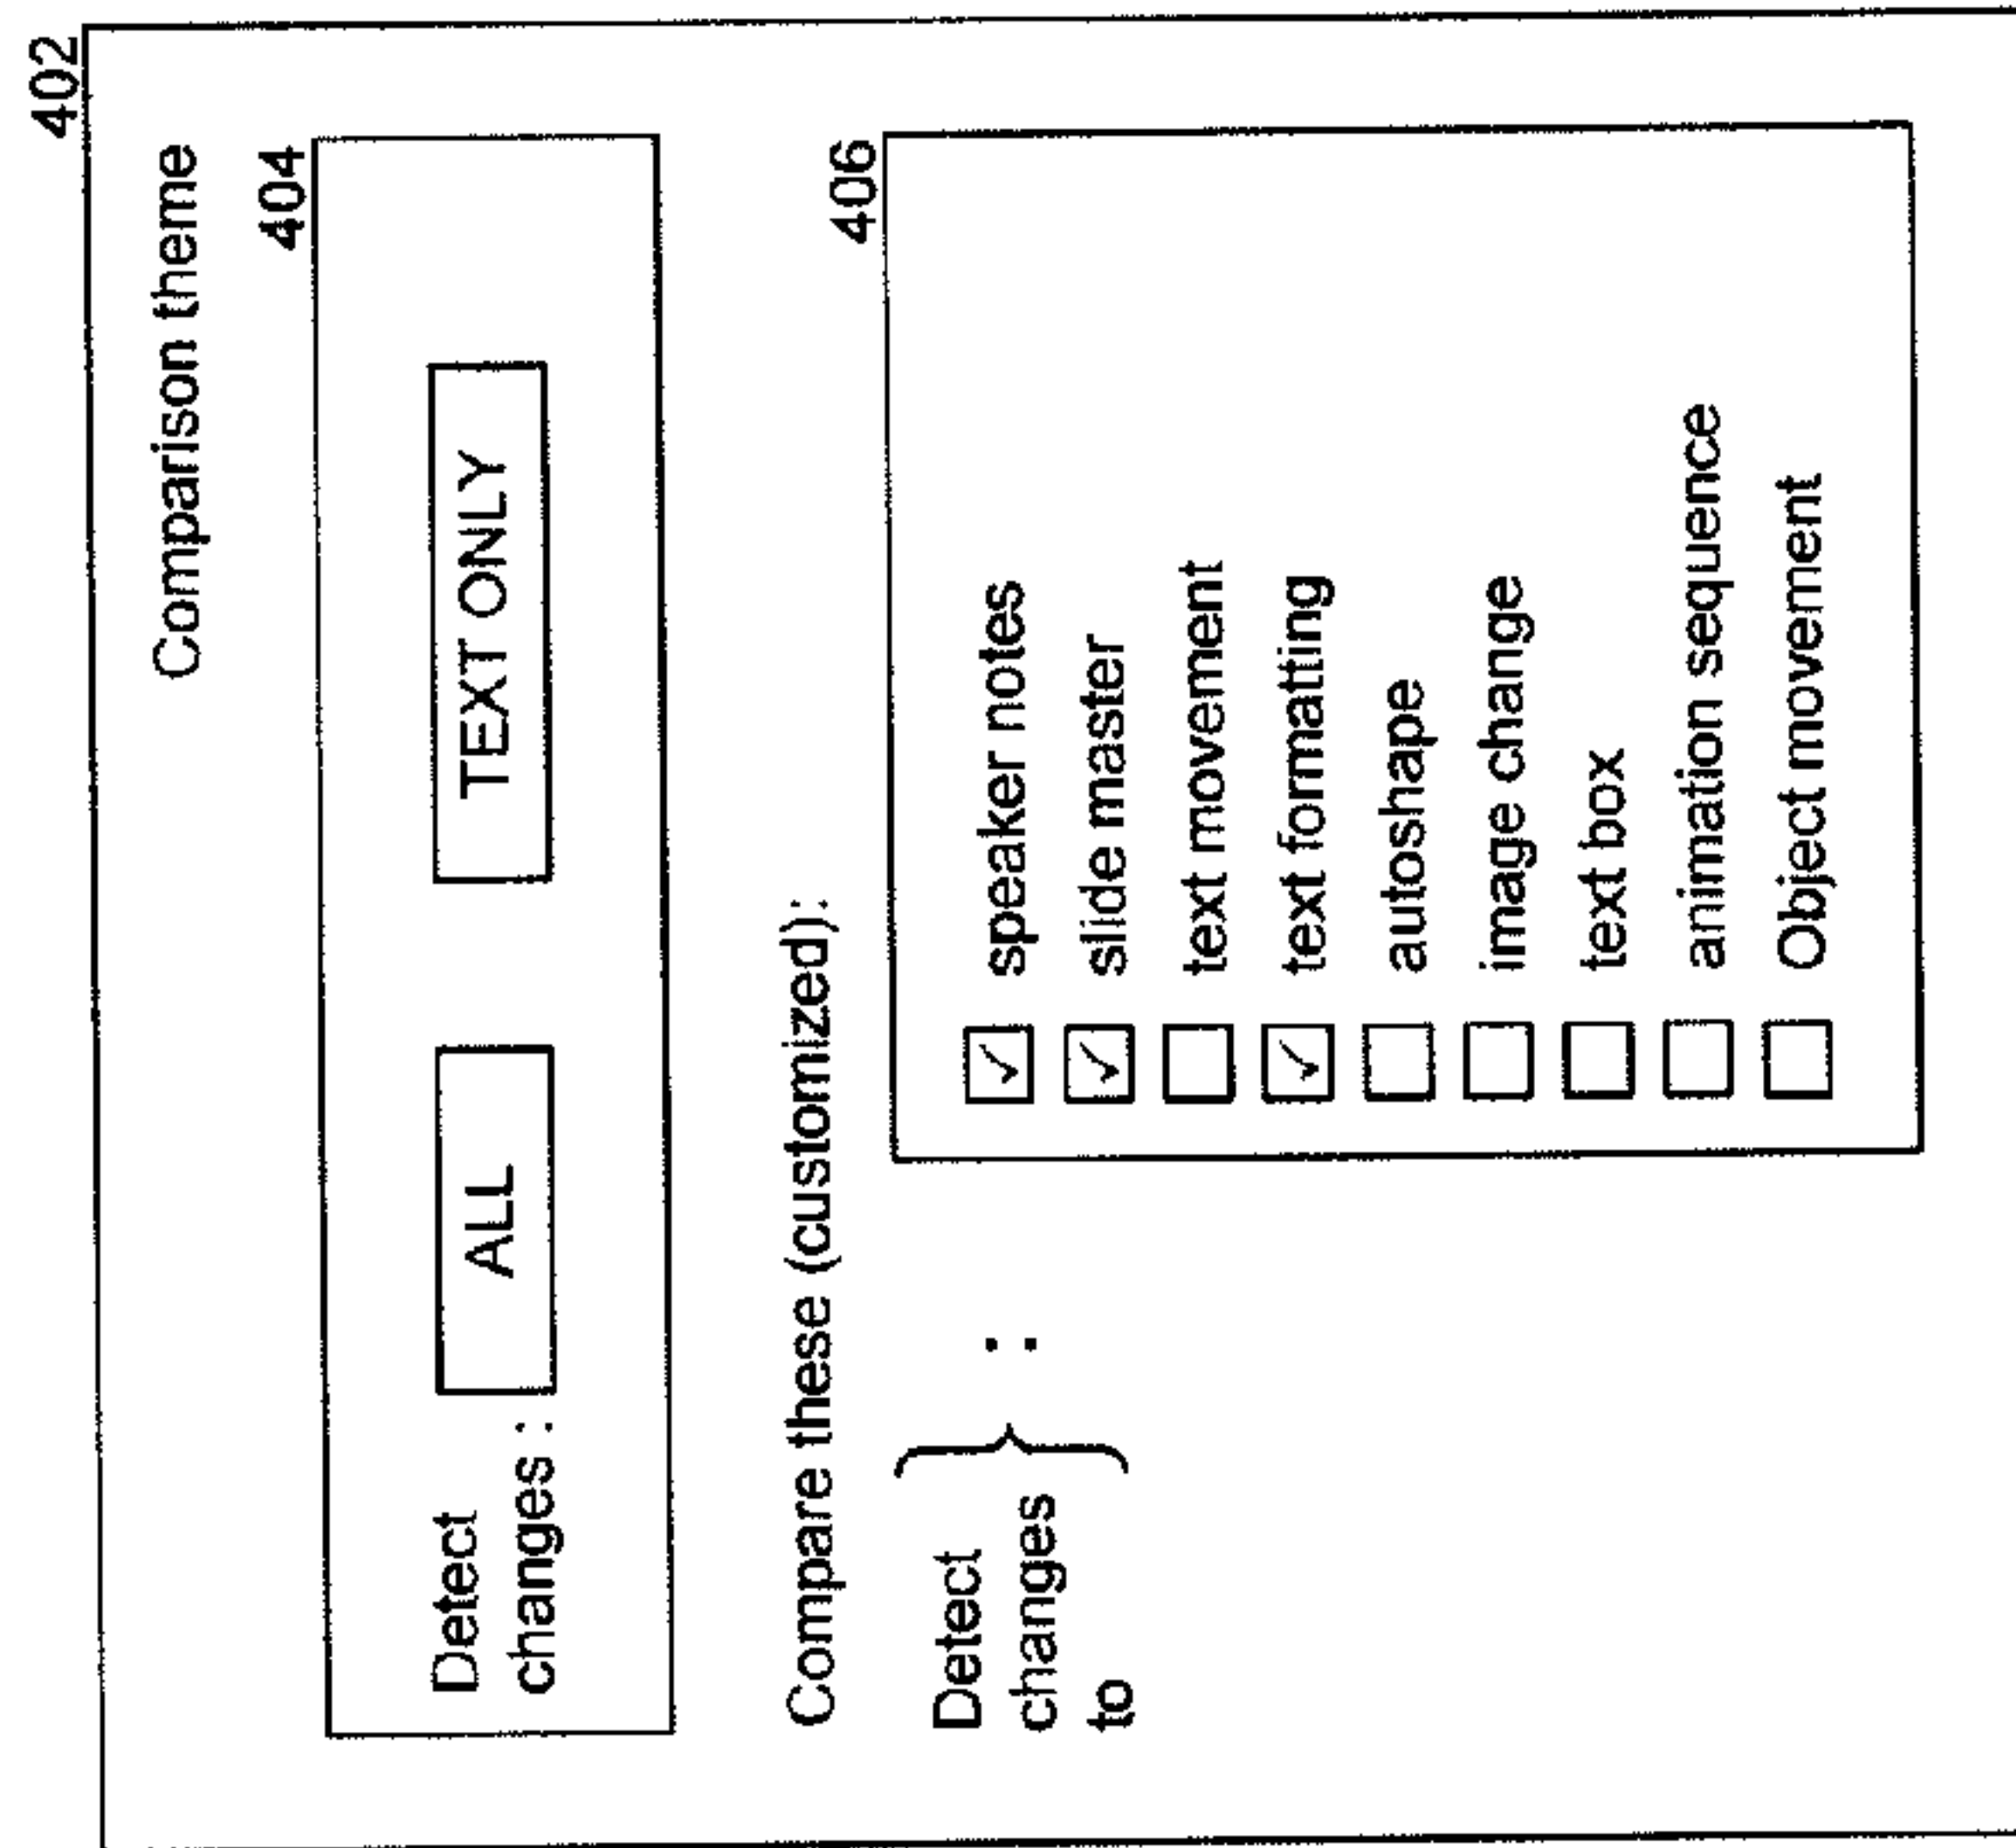 402
Comparison theme
404
Detect
changes :
ALL
TEXT ONLY
Compare these (customized):
406
Detect
changes
to
:
speaker notes
slide master
text movement
text formatting
autoshape
image change
text box
animation sequence
Object movement